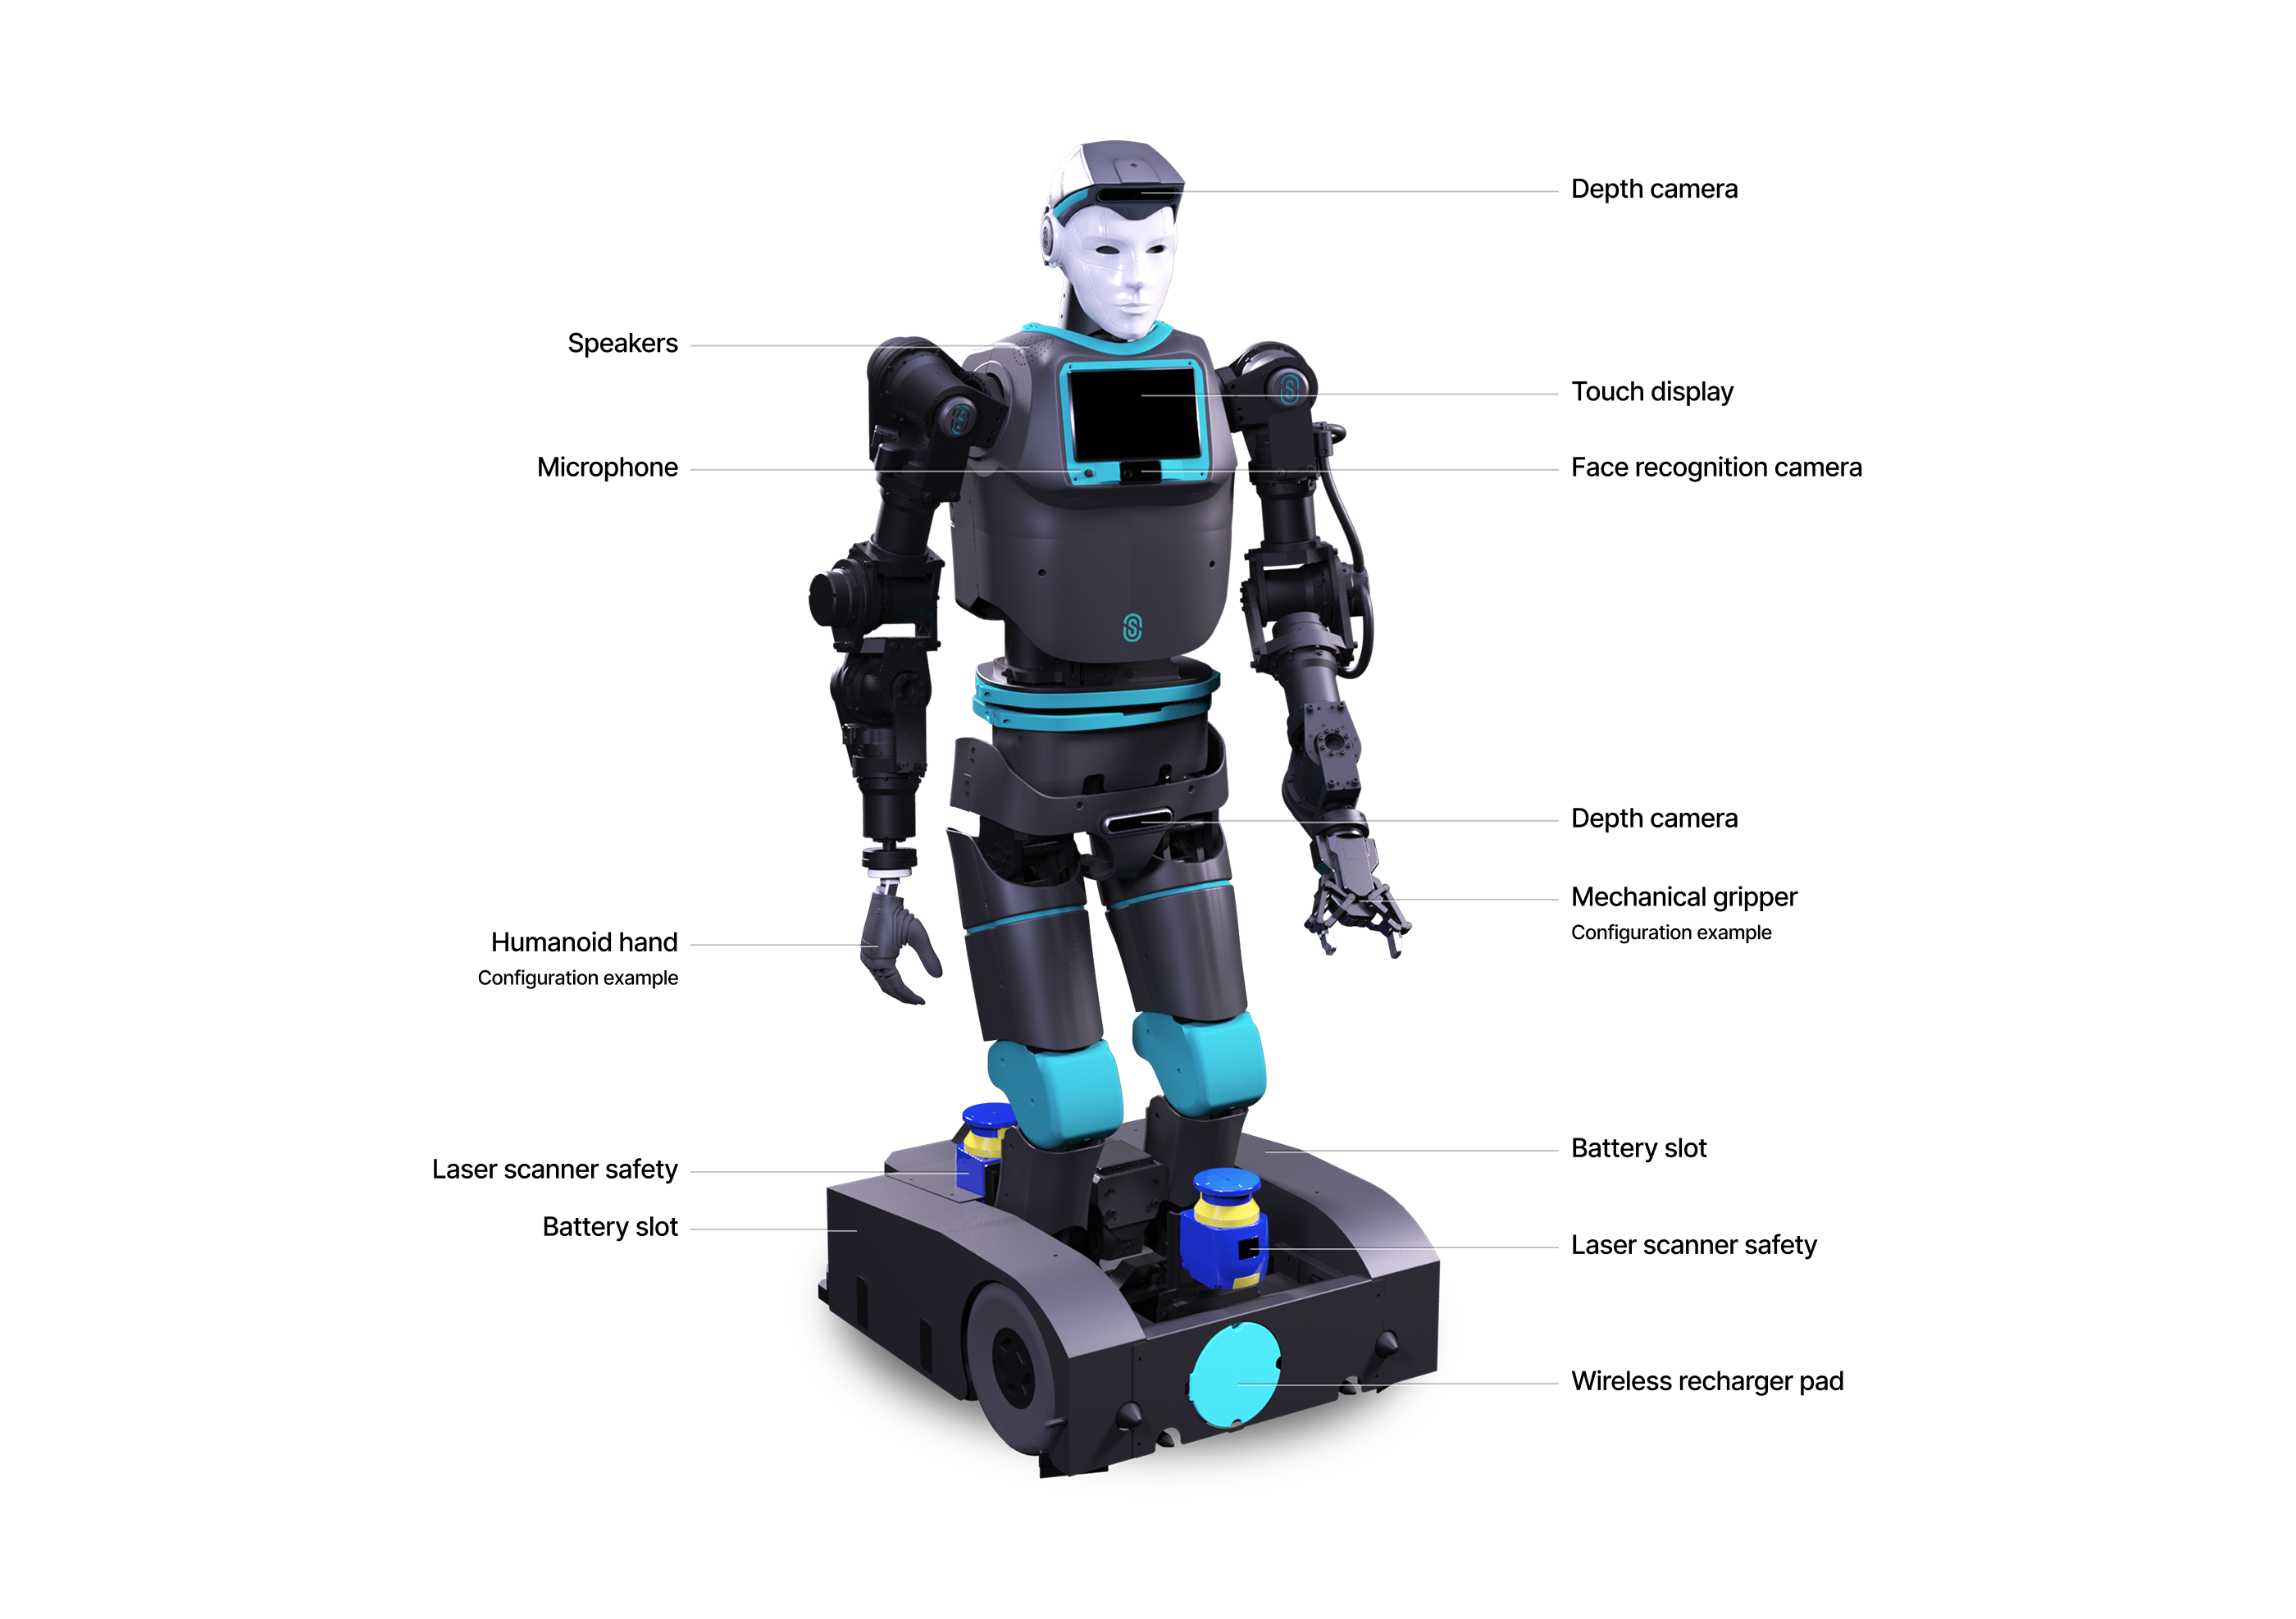 Depth camera
Speakers
Touch display
Microphone
Face recognition camera
Depth camera
Mechanical gripper
Configuration example
Humanoid hand
Configuration example
Battery slot
Laser scanner safety
Battery slot
Laser scanner safety
Wireless recharger pad